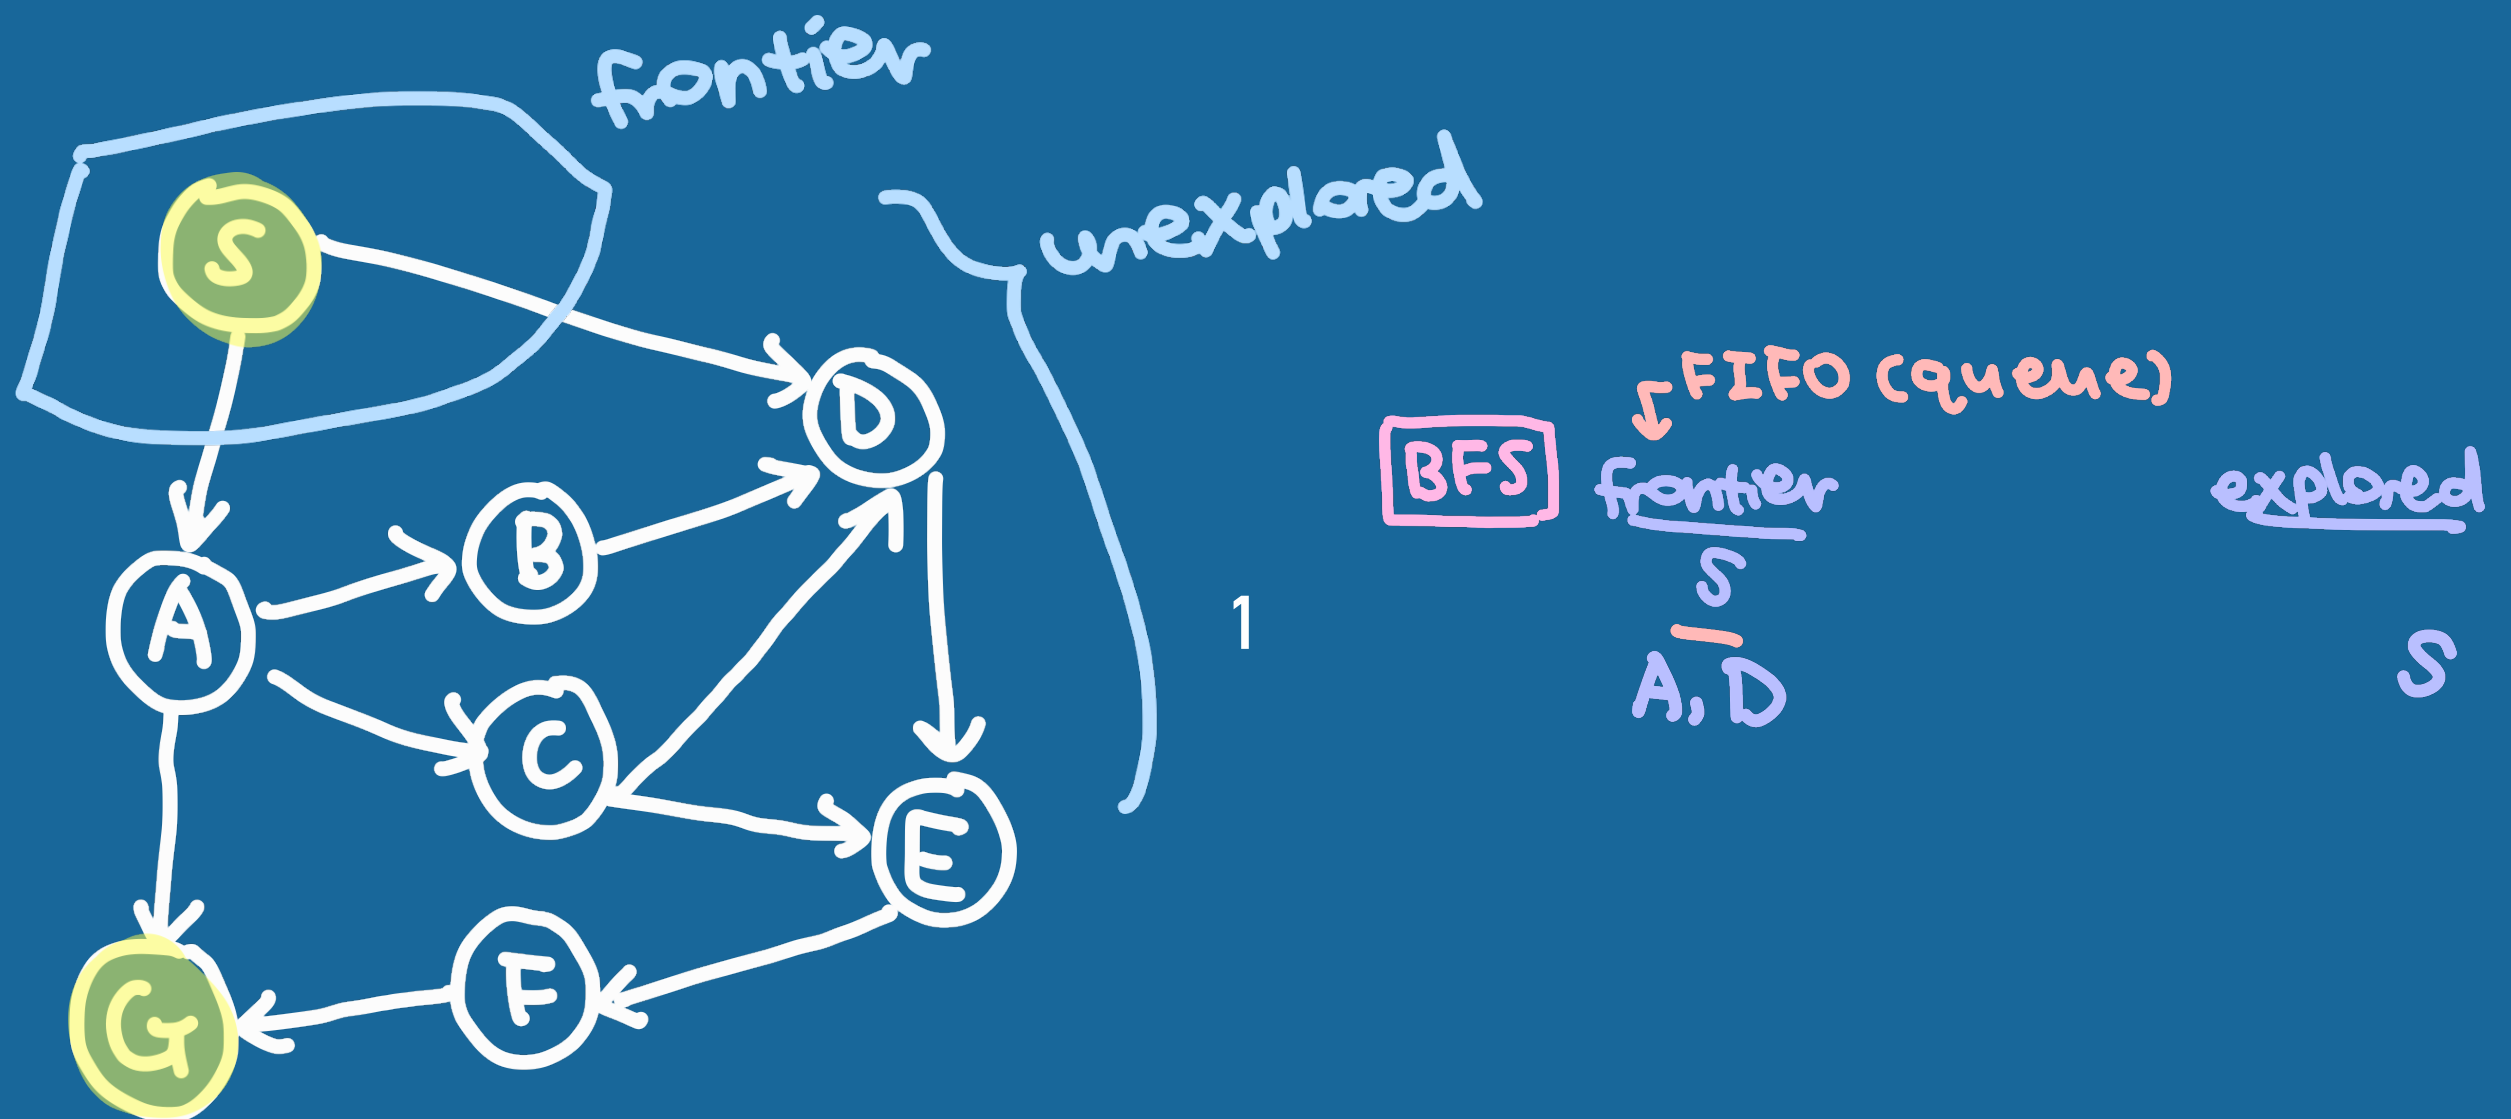 frontier
unexplored
S
D
B
A
C
E
F
G
1
FIFO (queue)
BFS
frontier
explored
S
A, D
S